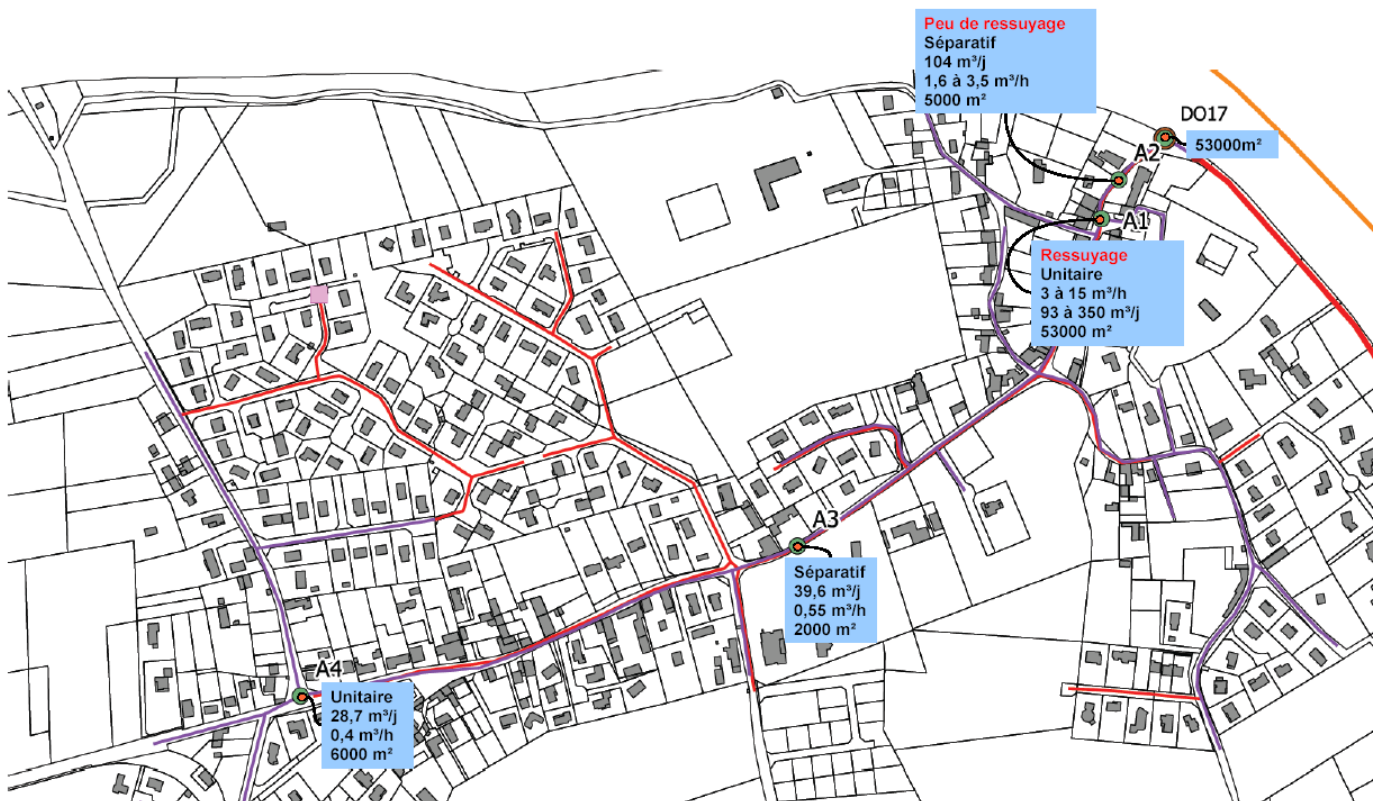 Peu de ressuyage
Séparatif
104 m³/j
1,6 à 3,5 m³/h
5000 m²
DO17
53000m²
A2
A1
Ressuyage
Unitaire
3 à 15 m³/h
93 à 350 m³/j
53000 m²
A3
Séparatif
39,6 m³/j
0,55 m³/h
2000 m²
A4
Unitaire
28,7 m³/j
0,4 m³/h
6000 m²